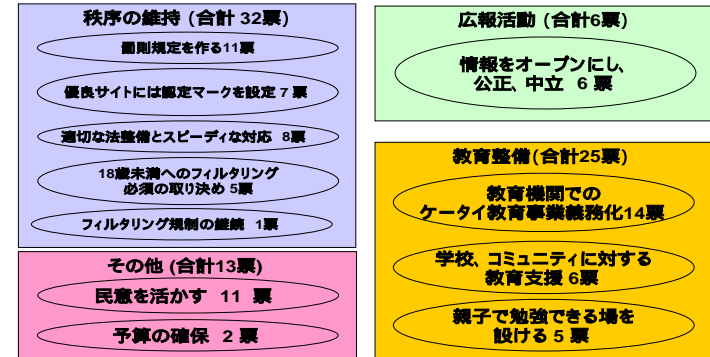 秩序の維持 (合計 32票)
罰則規定を作る11票
優良サイトには認定マークを設定 7 票
適切な法整備とスピーディな対応 8票
18歳未満へのフィルタリング
必須の取り決め 5票
フィルタリング規制の継続 1票
その他 (合計13票)
民意を活かす 11 票
予算の確保 2 票
広報活動 (合計6票)
情報をオープンにし、
公正、中立 6 票
教育整備(合計25票)
教育機関での
ケータイ教育事業義務化14票
学校、コミュニティに対する
教育支援 6票
親子で勉強できる場を
設ける 5 票